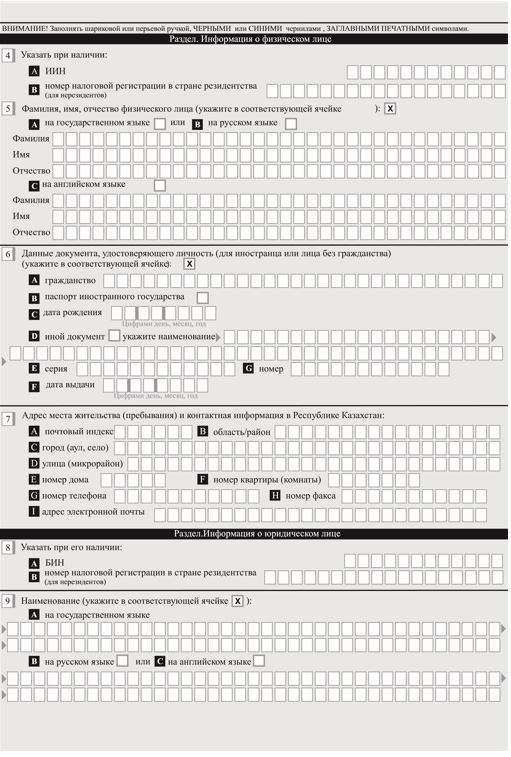 ВНИМАНИЕ! Заполнять шариковой или перьевой ручкой, ЧЕРНЫМИ или СИНИМИ чернилами , ЗАГЛАВНЫМИ ПЕЧАТНЫМИ символами.
Раздел. Информация о физическом лице
4 Указать при наличии:
A ИИН
B номер налоговой регистрации в стране резидентства
(для нерезидентов)
5 Фамилия, имя, отчество физического лица (укажите в соответствующей ячейке ): X
A на государственном языке или B на русском языке
Фамилия
Имя
Отчество
C на английском языке
Фамилия
Имя
Отчество
6 Данные документа, удостоверяющего личность (для иностранца или лица без гражданства)
(укажите в соответствующей ячейке): X
A гражданство
B паспорт иностранного государства
C дата рождения
Цифрами день, месяц, год
D иной документ укажите наименование
E серия G номер
F дата выдачи
Цифрами день, месяц, год
7 Адрес места жительства (пребывания) и контактная информация в Республике Казахстан:
A почтовый индекс B область/район
C город (аул, село)
D улица (микрорайон)
E номер дома F номер квартиры (комнаты)
G номер телефона H номер факса
I адрес электронной почты
Раздел.Информация о юридическом лице
8 Указать при его наличии:
A БИН
B номер налоговой регистрации в стране резидентства
(для нерезидентов)
9 Наименование (укажите в соответствующей ячейке X ):
A на государственном языке
B на русском языке или C на английском языке